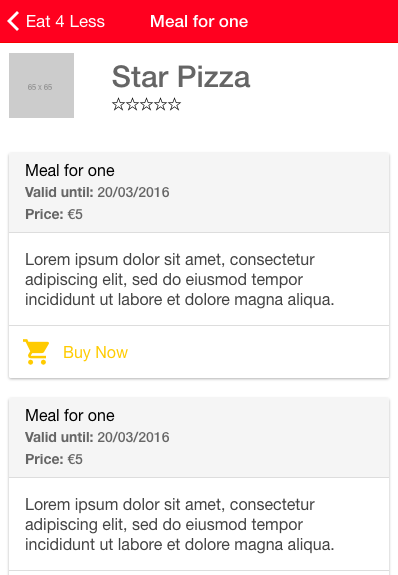 Eat 4 Less Meal for one
65 x 65
Star Pizza
Meal for one
Valid until: 20/03/2016
Price: €5
Lorem ipsum dolor sit amet, consectetur
adipiscing elit, sed do eiusmod tempor
incididunt ut labore et dolore magna aliqua.
Buy Now
Meal for one
Valid until: 20/03/2016
Price: €5
Lorem ipsum dolor sit amet, consectetur
adipiscing elit, sed do eiusmod tempor
incididunt ut labore et dolore magna aliqua.